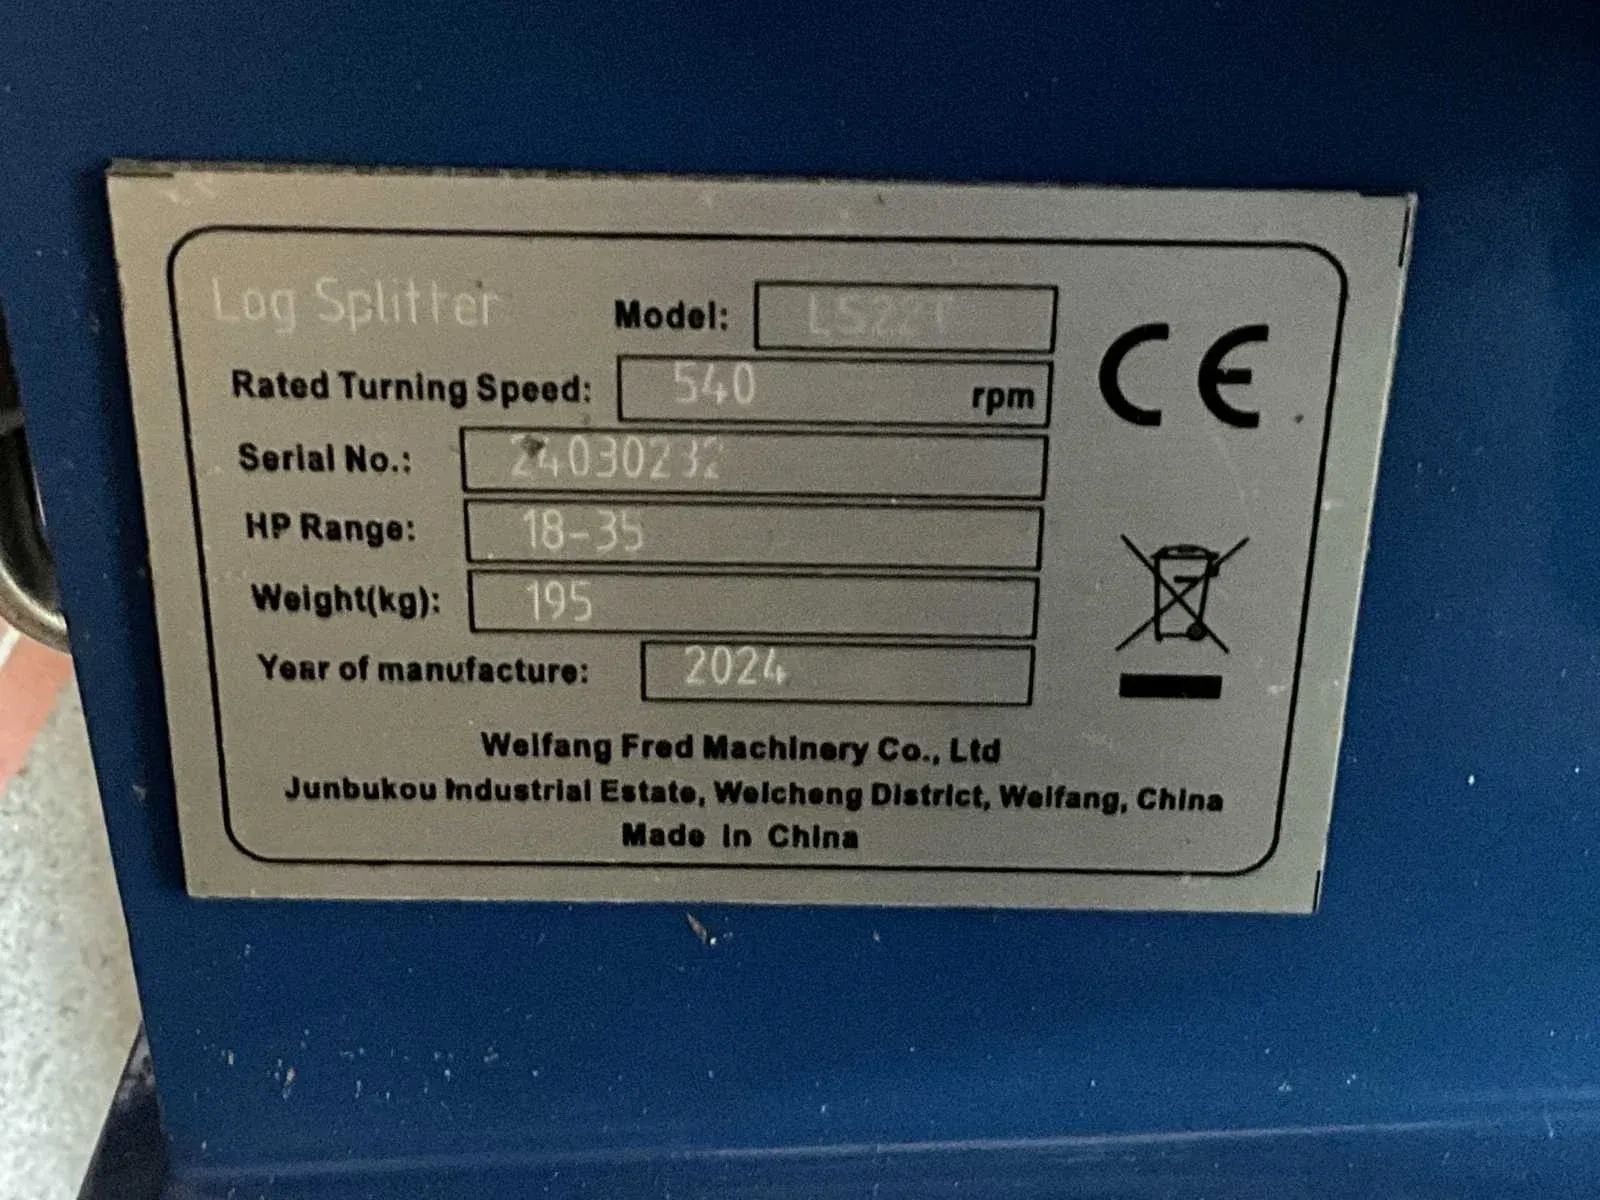 Log Splitter Model: LS22T
Rated Turning Speed: 540 rpm
Serial No.: 24030232
HP Range: 18-35
Weight(kg): 195
Year of manufacture: 2024
CE
Weifang Fred Machinery Co., Ltd
Junbukou Industrial Estate, Weicheng District, Weifang, China
Made in China